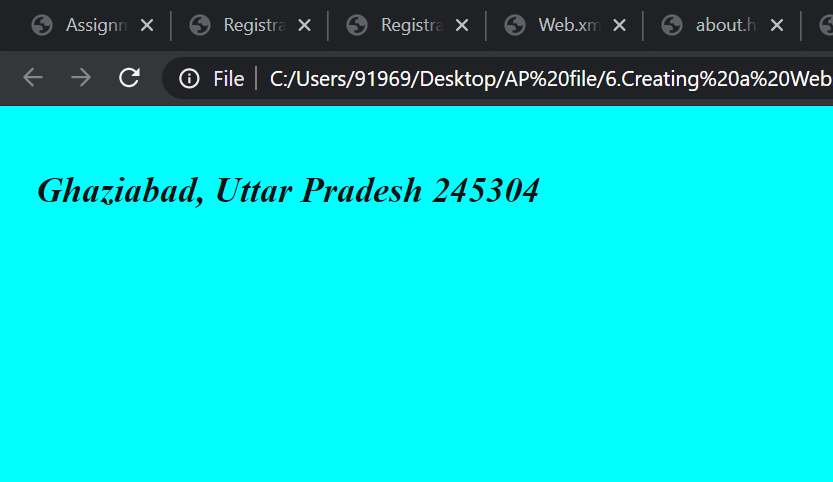 Assignm Registra Registra Web.xm about.h
File C:/Users/91969/Desktop/AP%20file/6.Creating%20a%20Web
Ghaziabad, Uttar Pradesh 245304